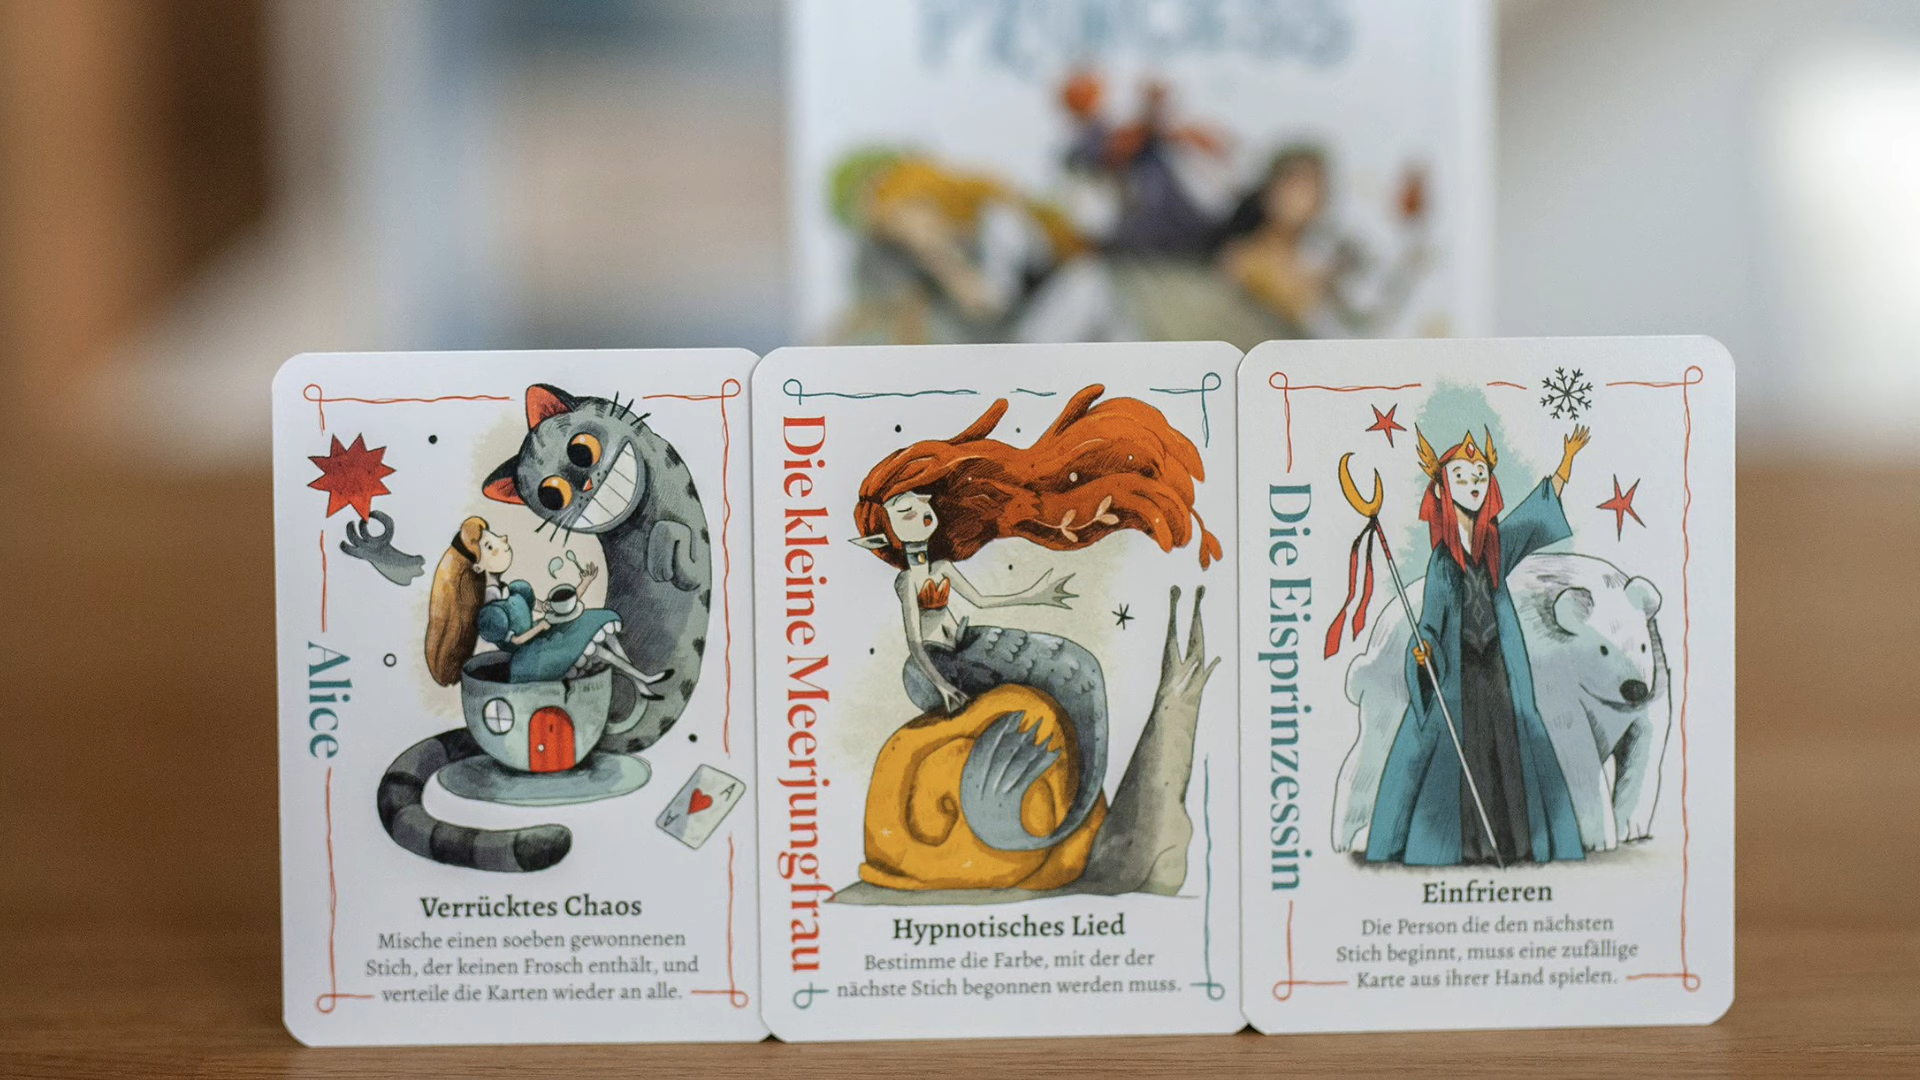 PRINCESS
Alice
Verrücktes Chaos
Mische einen soeben gewonnenen
Stich, der keinen Frosch enthält, und
verteile die Karten wieder an alle.
A
A
Die kleine Meerjungfrau
Hypnotisches Lied
Bestimme die Farbe, mit der der
nächste Stich begonnen werden muss.
Die Eisprinzessin
Einfrieren
Die Person die den nächsten
Stich beginnt, muss eine zufällige
Karte aus ihrer Hand spielen.